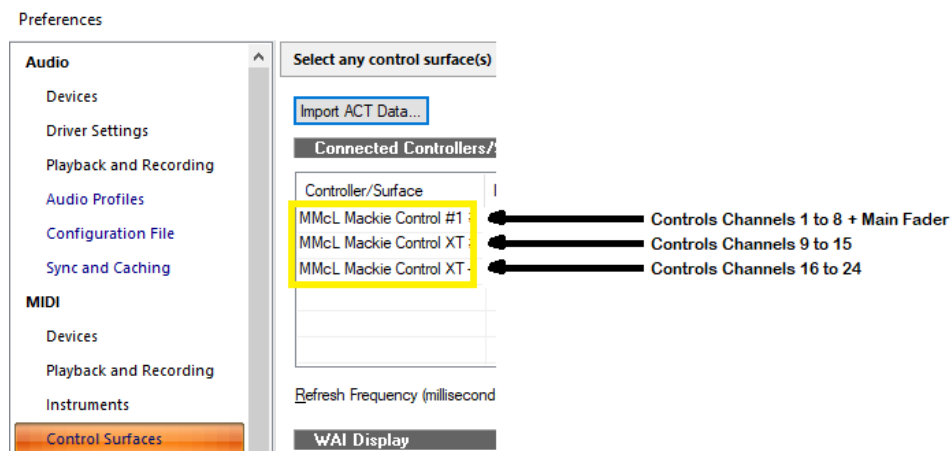 Preferences
Audio
Devices
Driver Settings
Playback and Recording
Audio Profiles
Configuration File
Sync and Caching
MIDI
Devices
Playback and Recording
Instruments
Control Surfaces
Select any control surface(s)
Import ACT Data...
Connected Controllers/
Controller/Surface
MMcL Mackie Control #1
MMcL Mackie Control XT
MMcL Mackie Control XT -
Refresh Frequency (millisecond
WAI Display
Controls Channels 1 to 8 + Main Fader
Controls Channels 9 to 15
Controls Channels 16 to 24